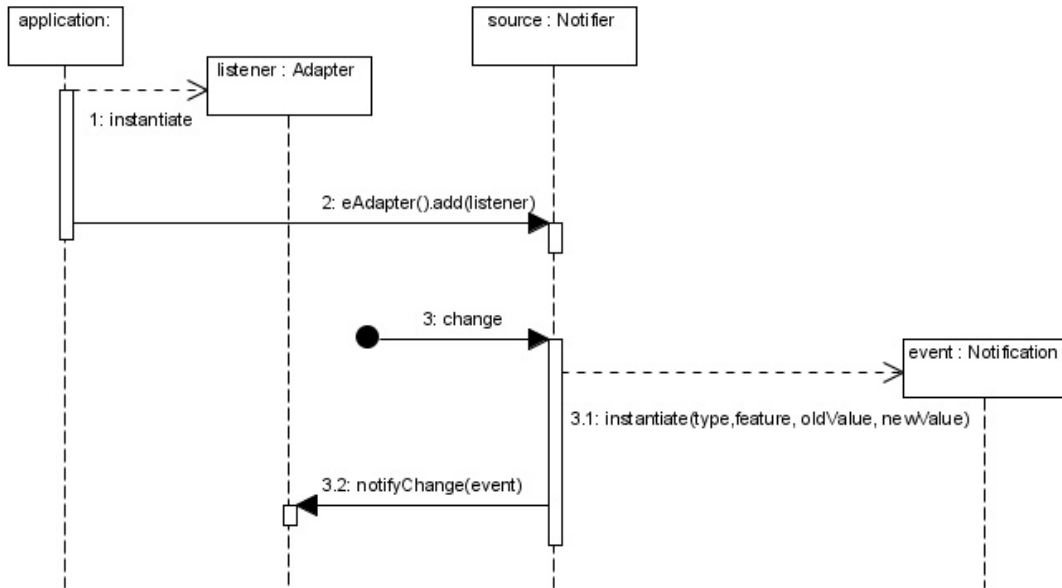 application:
source : Notifier
listener : Adapter
1: instantiate
2: eAdapter().add(listener)
3: change
event : Notification
3.1: instantiate(type,feature, oldValue, newValue)
3.2: notifyChange(event)